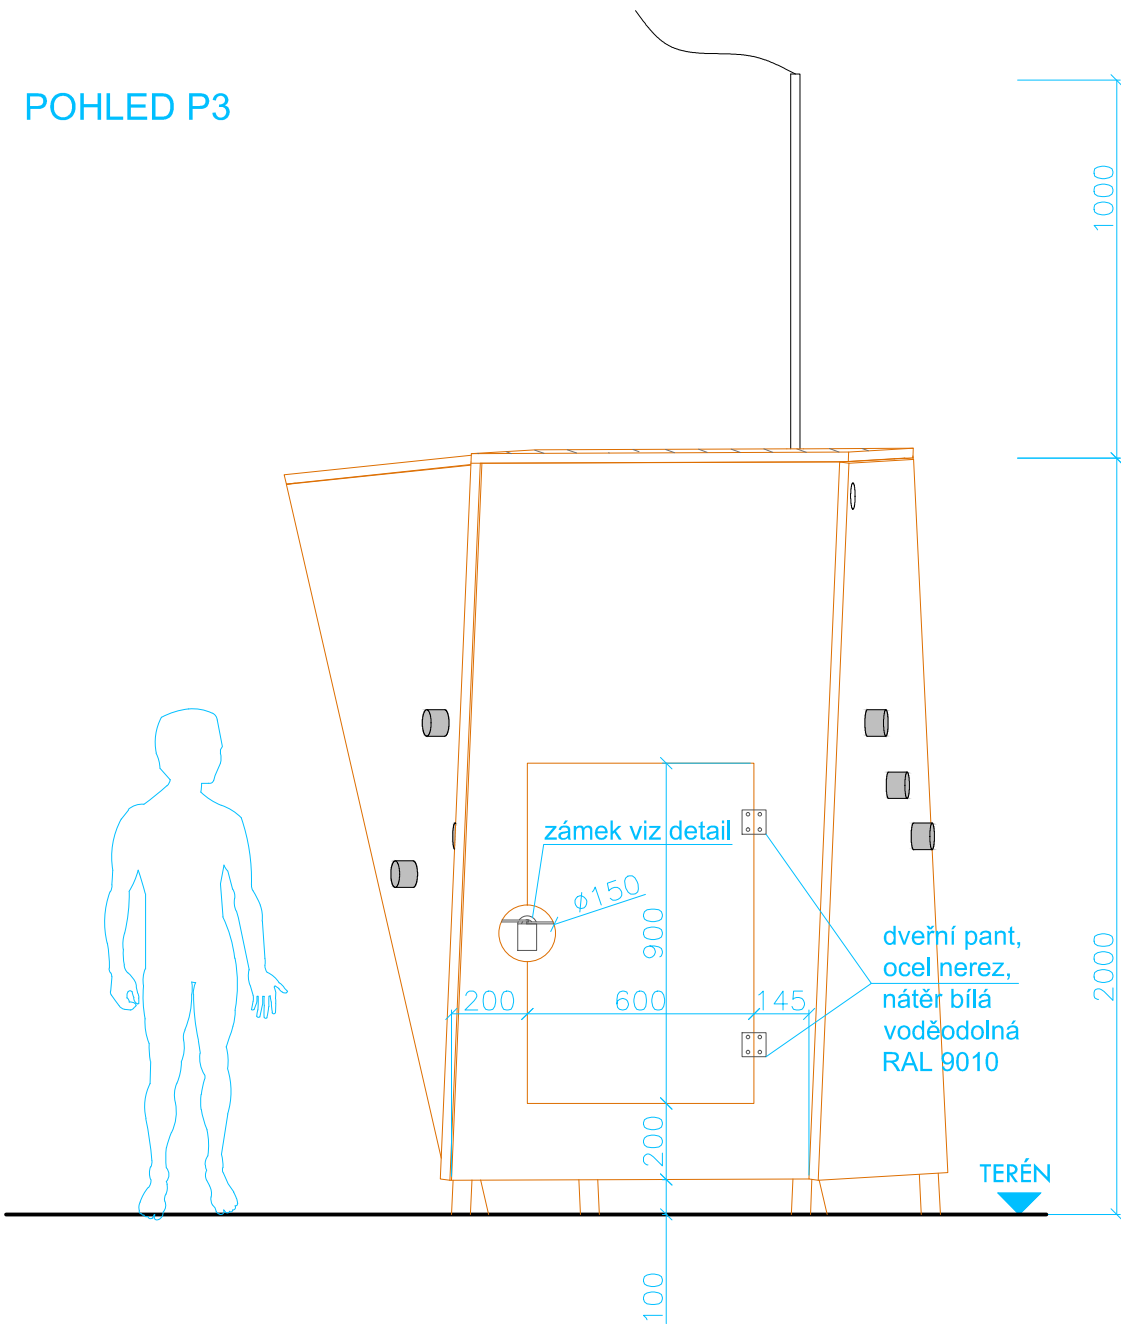 POHLED P3
1000
zámek viz detail
ø150
900
dveřní pant,
ocel nerez,
nátěr bílá
voděodolná
RAL 9010
2000
200
600
145
200
TERÉN
100